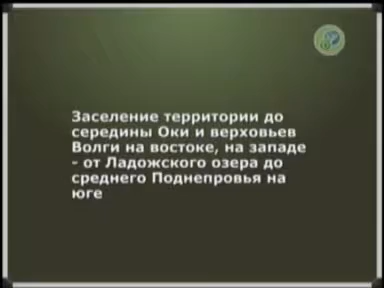 Заселение территории до
середины Оки и верховьев
Волги на востоке, на западе
- от Ладожского озера до
среднего Поднепровья на
юге